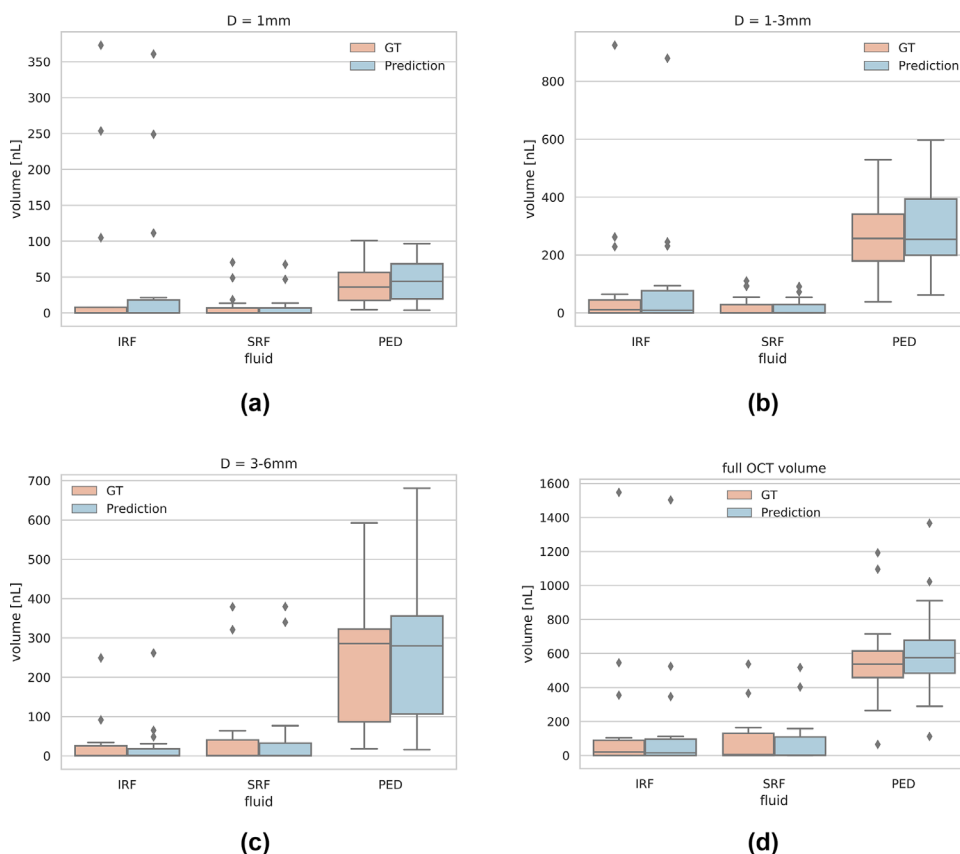 D = 1mm
GT
Prediction
350
300
250
200
150
100
50
0
volume [nL]
IRF SRF PED
fluid
(a)
D = 1-3mm
GT
Prediction
800
600
400
200
0
volume [nL]
IRF SRF PED
fluid
(b)
D = 3-6mm
GT
Prediction
700
600
500
400
300
200
100
0
volume [nL]
IRF SRF PED
fluid
(c)
full OCT volume
GT
Prediction
1600
1400
1200
1000
800
600
400
200
0
volume [nL]
IRF SRF PED
fluid
(d)